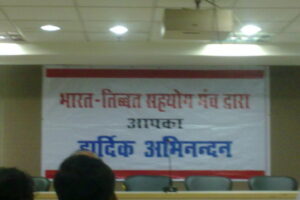 भारत-तिब्बत सहयोग मंच द्वारा
आपका
हार्दिक अभिनन्दन